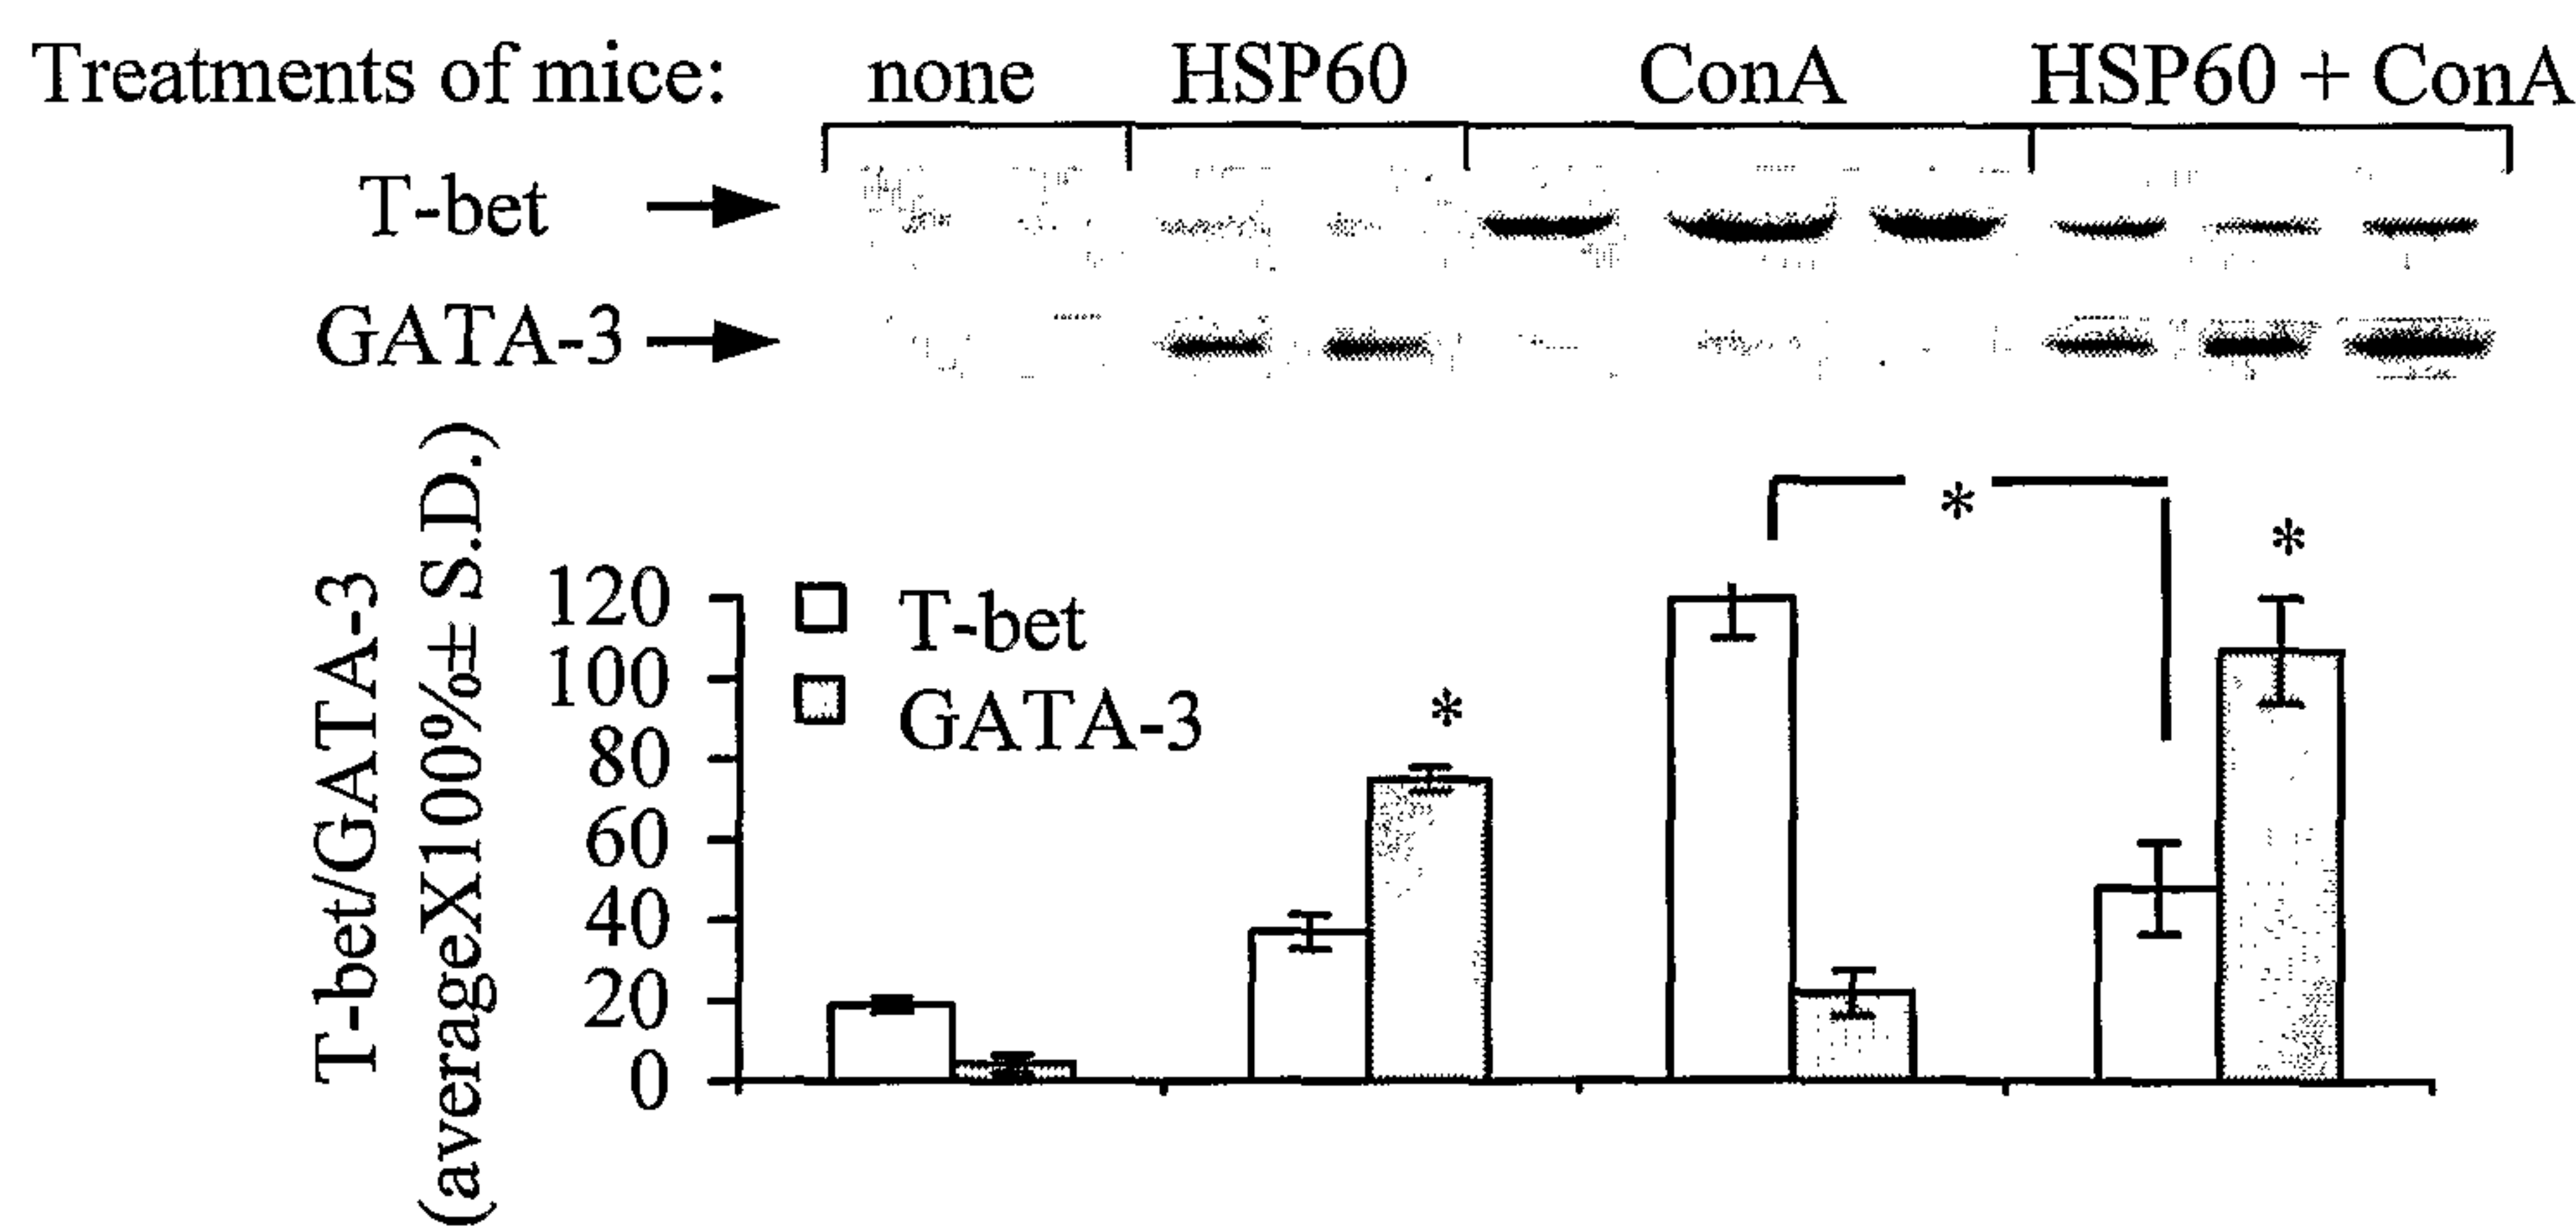 Treatments of mice: none HSP60 ConA HSP60 + ConA
T-bet
GATA-3
T-bet/GATA-3
(averageX100%± S.D.)
120
100
80
60
40
20
0
T-bet
GATA-3
*
*
*